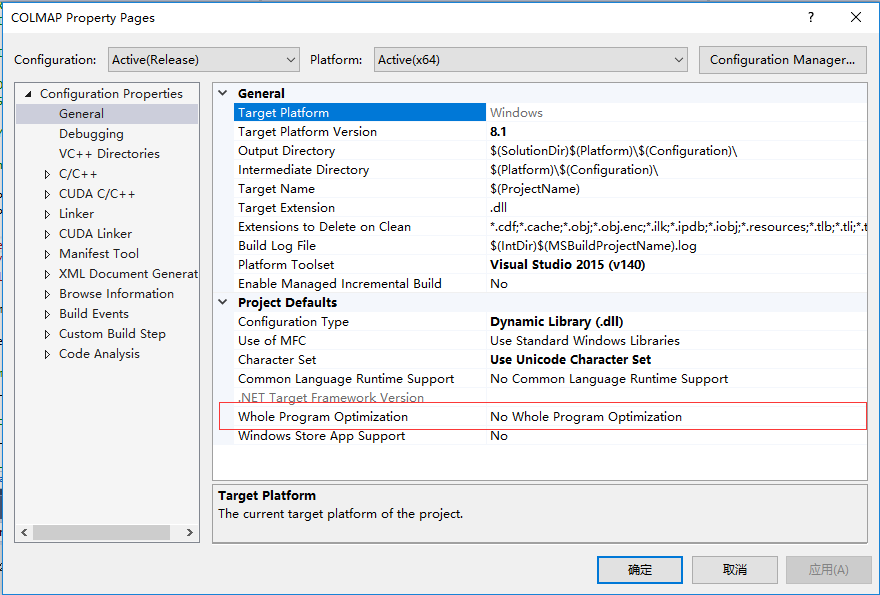 COLMAP Property Pages
Configuration: Active(Release) Platform: Active(x64) Configuration Manager...
Configuration Properties
General
Debugging
VC++ Directories
C/C++
CUDA C/C++
Linker
CUDA Linker
Manifest Tool
XML Document Generat
Browse Information
Build Events
Custom Build Step
Code Analysis
General
Target Platform Windows
Target Platform Version 8.1
Output Directory $(SolutionDir)$(Platform)\$(Configuration)\
Intermediate Directory $(Platform)\$(Configuration)\
Target Name $(ProjectName)
Target Extension .dll
Extensions to Delete on Clean *.cdf;*.cache;*.obj;*.obj.enc;*.ilk;*.ipdb;*.iobj;*.resources;*.tlb;*.tli;*.t
Build Log File $(IntDir)$(MSBuildProjectName).log
Platform Toolset Visual Studio 2015 (v140)
Enable Managed Incremental Build No
Project Defaults
Configuration Type Dynamic Library (.dll)
Use of MFC Use Standard Windows Libraries
Character Set Use Unicode Character Set
Common Language Runtime Support No Common Language Runtime Support
.NET Target Framework Version
Whole Program Optimization No Whole Program Optimization
Windows Store App Support No
Target Platform
The current target platform of the project.
确定 取消 应用(A)